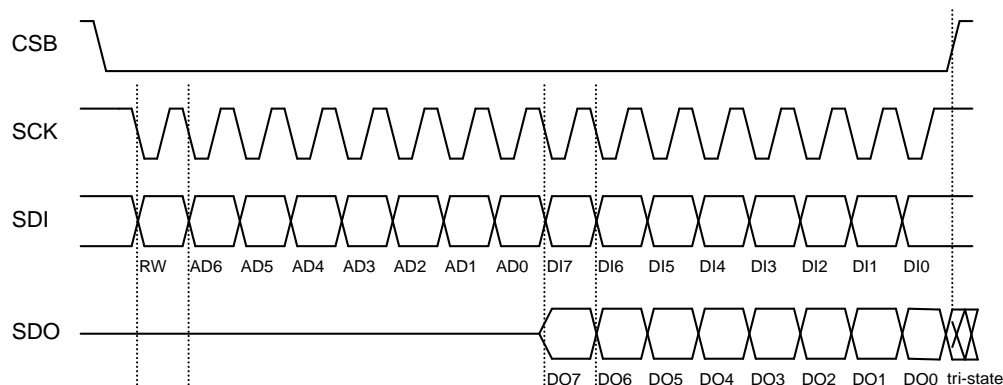 CSB
SCK
SDI
RW AD6 AD5 AD4 AD3 AD2 AD1 AD0 DI7 DI6 DI5 DI4 DI3 DI2 DI1 DI0
SDO
DO7 DO6 DO5 DO4 DO3 DO2 DO1 DO0 tri-state